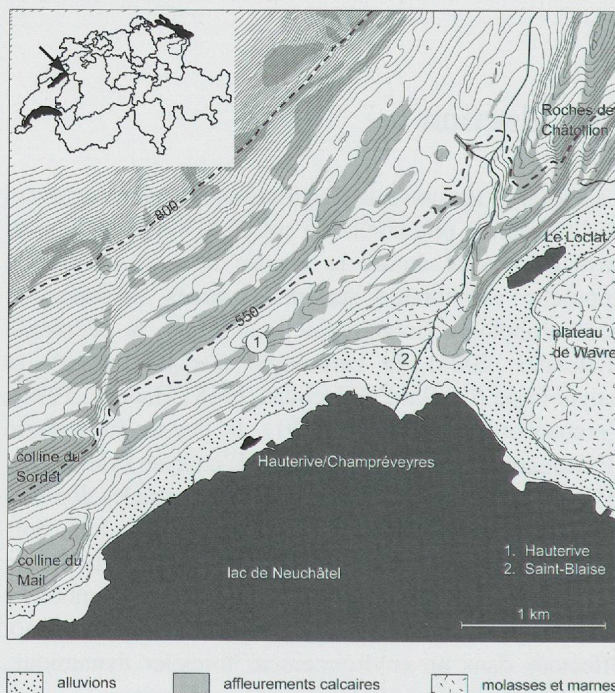 Roches de
Châtollion
800
Le Loclat
550
plateau
de Wavre
1
2
colline du
Sordet
Hauterive/Champréveyres
colline du
Mail
lac de Neuchâtel
1. Hauterive
2. Saint-Blaise
1 km
alluvions
affleurements calcaires
molasses et marnes